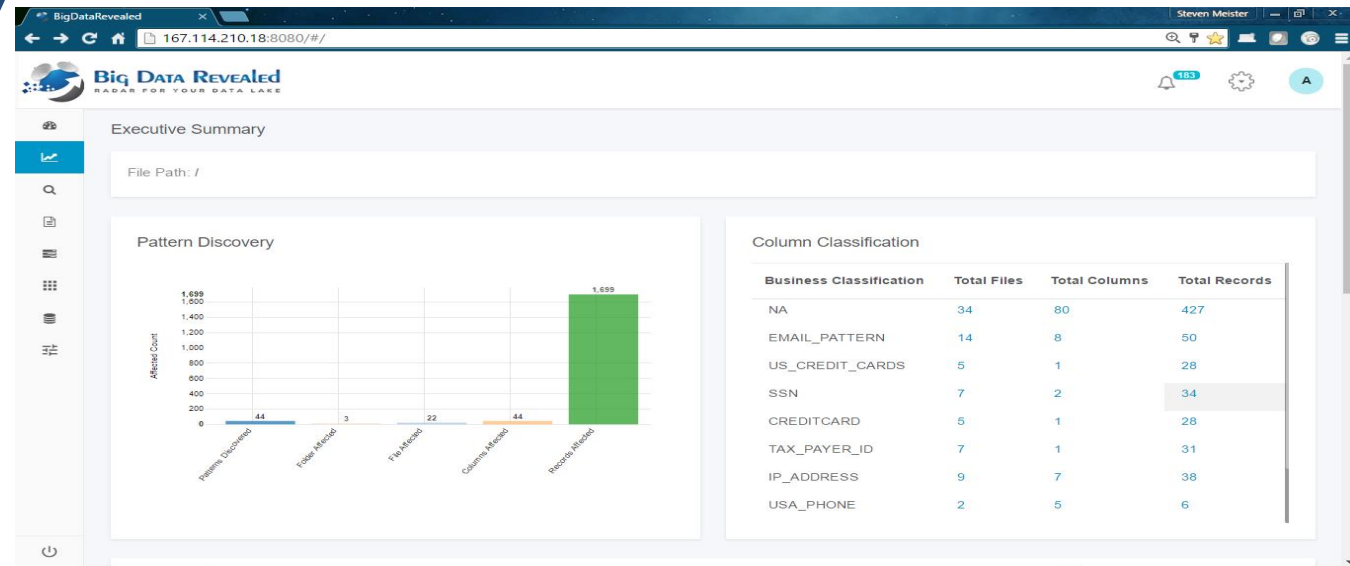 BigDataRevealed
Steven Meister
167.114.210.18:8080/#/
BIG DATA REVEALED
RADAR FOR YOUR DATA LAKE
183
A
Executive Summary
File Path: /
Pattern Discovery
1,699
1,600
1,400
1,200
1,000
800
600
400
200
0
Affected Count
44
3
22
44
1,699
Patterns Discovered
Folder Affected
File Affected
Columns Affected
Records Affected
Column Classification
Business Classification Total Files Total Columns Total Records
NA 34 80 427
EMAIL_PATTERN 14 8 50
US_CREDIT_CARDS 5 1 28
SSN 7 2 34
CREDITCARD 5 1 28
TAX_PAYER_ID 7 1 31
IP_ADDRESS 9 7 38
USA_PHONE 2 5 6